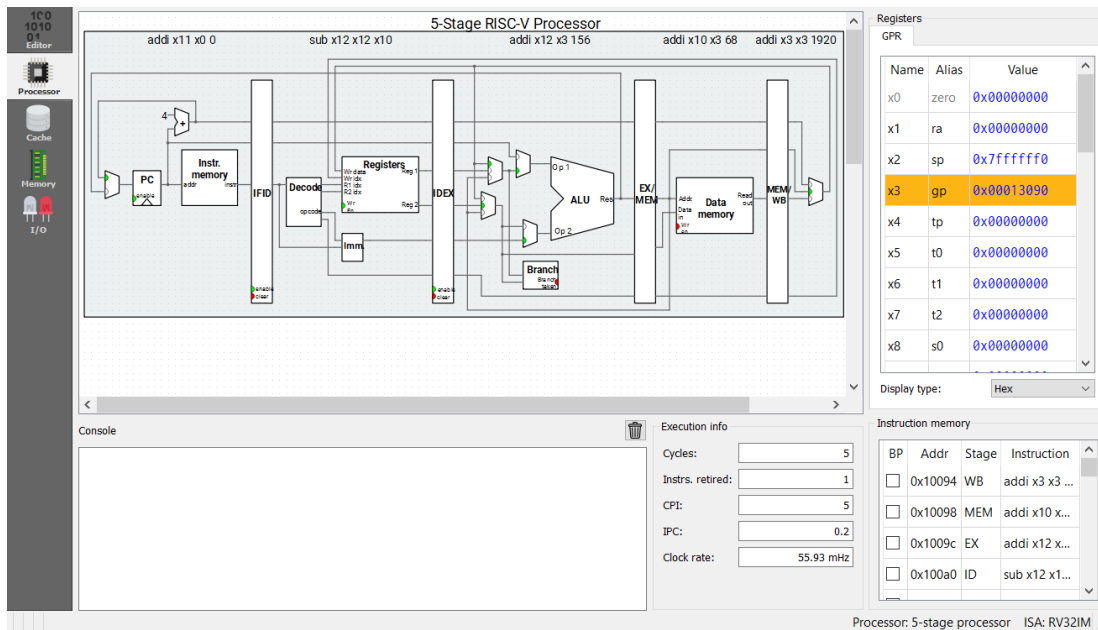 100
1010
01
Editor
Processor
Cache
Memory
I/O
5-Stage RISC-V Processor
addi x11 x0 0
sub x12 x12 x10
addi x12 x3 156
addi x10 x3 68
addi x3 x3 1920
4
+
PC
enable
Instr.
memory
addr
instr
IFID
Decode
opcode
Registers
Wr data
Wr idx
R1 idx
R2 idx
Wr
En
Reg 1
Reg 2
Imm.
enable
clear
IDEX
enable
clear
Op 1
ALU
Res
Op 2
Branch
Branch
taken
EX/
MEM
Addr.
Data
in
Wr
en
Data
memory
Read
out
MEM/
WB
Console
Execution info
Cycles: 5
Instrs. retired: 1
CPI: 5
IPC: 0.2
Clock rate: 55.93 mHz
Registers
GPR
Name Alias Value
x0 zero 0x00000000
x1 ra 0x00000000
x2 sp 0x7ffffff0
x3 gp 0x00013090
x4 tp 0x00000000
x5 t0 0x00000000
x6 t1 0x00000000
x7 t2 0x00000000
x8 s0 0x00000000
Display type: Hex
Instruction memory
BP Addr Stage Instruction
0x10094 WB addi x3 x3 ...
0x10098 MEM addi x10 x...
0x1009c EX addi x12 x...
0x100a0 ID sub x12 x1...
Processor: 5-stage processor ISA: RV32IM